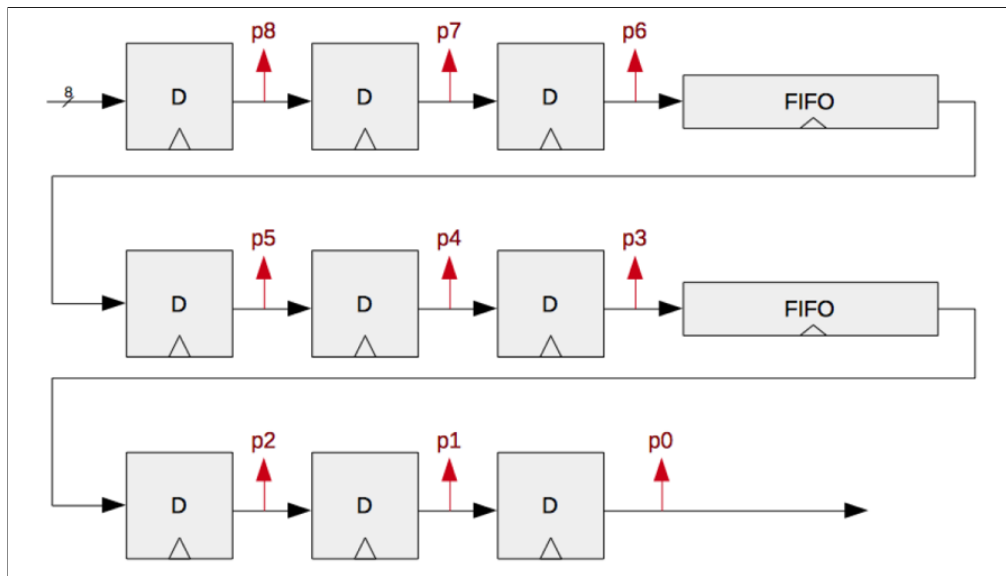 p8 p7 p6
8 D D D FIFO
p5 p4 p3
D D D FIFO
p2 p1 p0
D D D